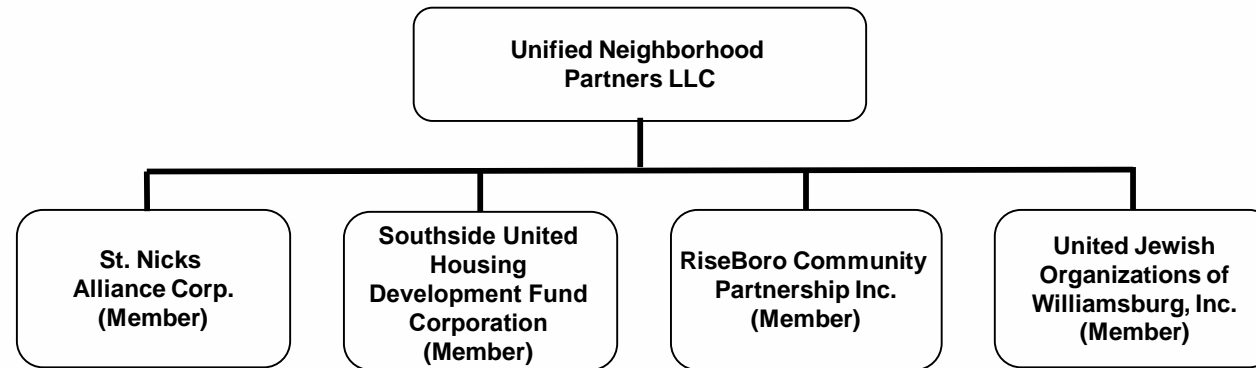 Unified Neighborhood
Partners LLC
St. Nicks
Alliance Corp.
(Member)
Southside United
Housing
Development Fund
Corporation
(Member)
RiseBoro Community
Partnership Inc.
(Member)
United Jewish
Organizations of
Williamsburg, Inc.
(Member)